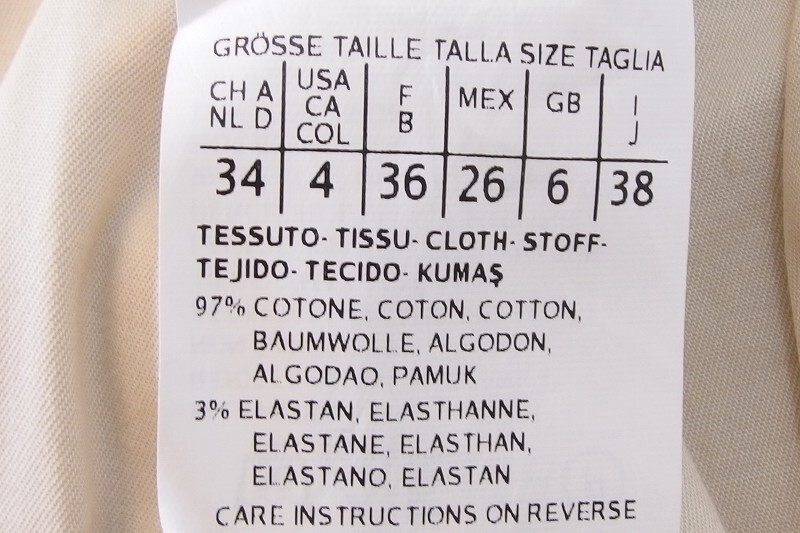 GRÖSSE TAILLE TALLA SIZE TAGLIA
CH A NL D USA CA COL F B MEX GB I J
34 4 36 26 6 38
TESSUTO- TISSU- CLOTH- STOFF-
TEJIDO- TECIDO- KUMAŞ
97% COTONE, COTON, COTTON,
BAUMWOLLE, ALGODON,
ALGODAO, PAMUK
3% ELASTAN, ELASTHANNE,
ELASTANE, ELASTHAN,
ELASTANO, ELASTAN
CARE INSTRUCTIONS ON REVERSE